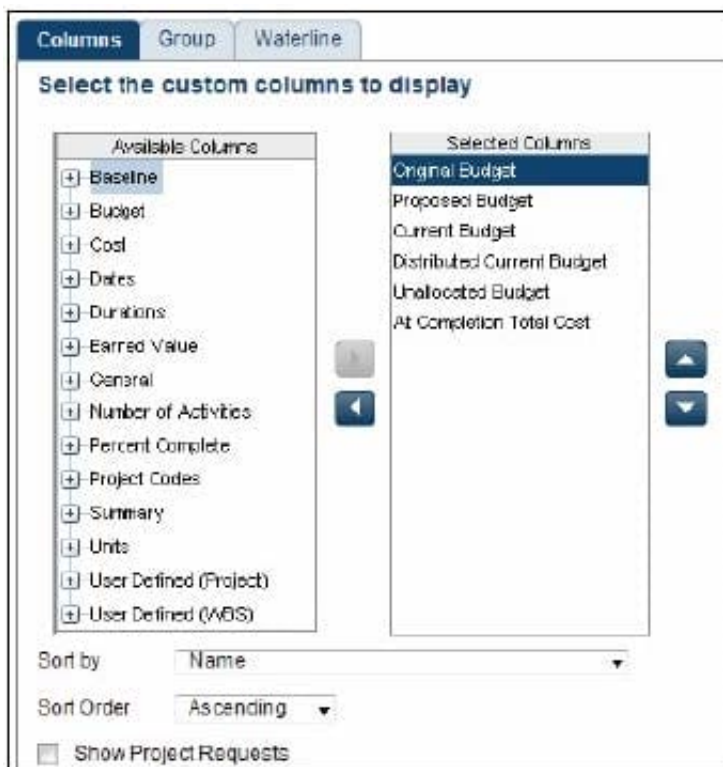 Columns Group Waterline
Select the custom columns to display
Available Columns
Baseline
Budget
Cost
Dates
Durations
Earned Value
General
Number of Activities
Percent Complete
Project Codes
Summary
Units
User Defined (Project)
User Defined (WBS)
Selected Columns
Original Budget
Proposed Budget
Current Budget
Distributed Current Budget
Unallocated Budget
At Completion Total Cost
Sort by Name
Sort Order Ascending
Show Project Requests